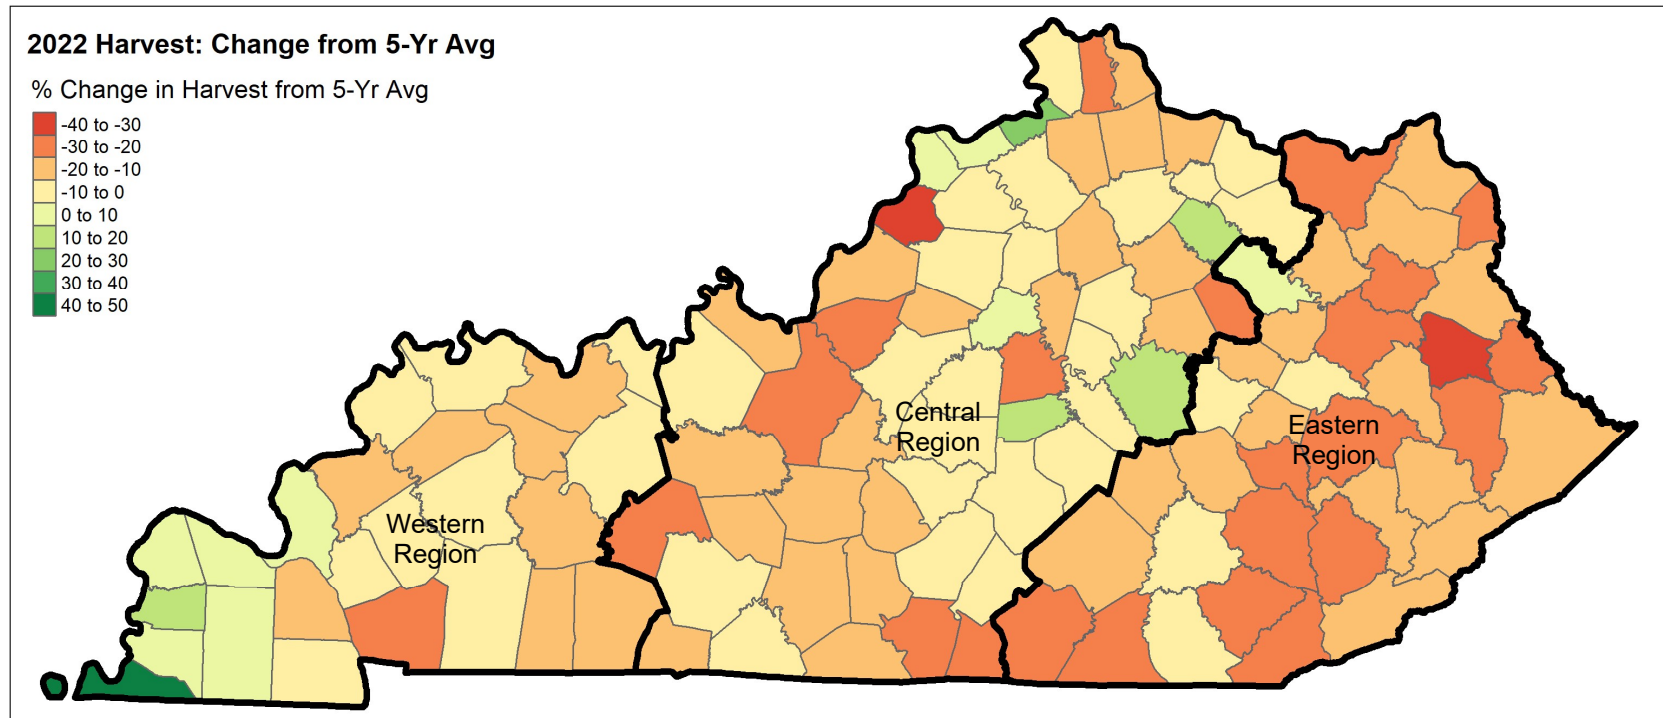 2022 Harvest: Change from 5-Yr Avg
% Change in Harvest from 5-Yr Avg
-40 to -30
-30 to -20
-20 to -10
-10 to 0
0 to 10
10 to 20
20 to 30
30 to 40
40 to 50
Western
Region
Central
Region
Eastern
Region